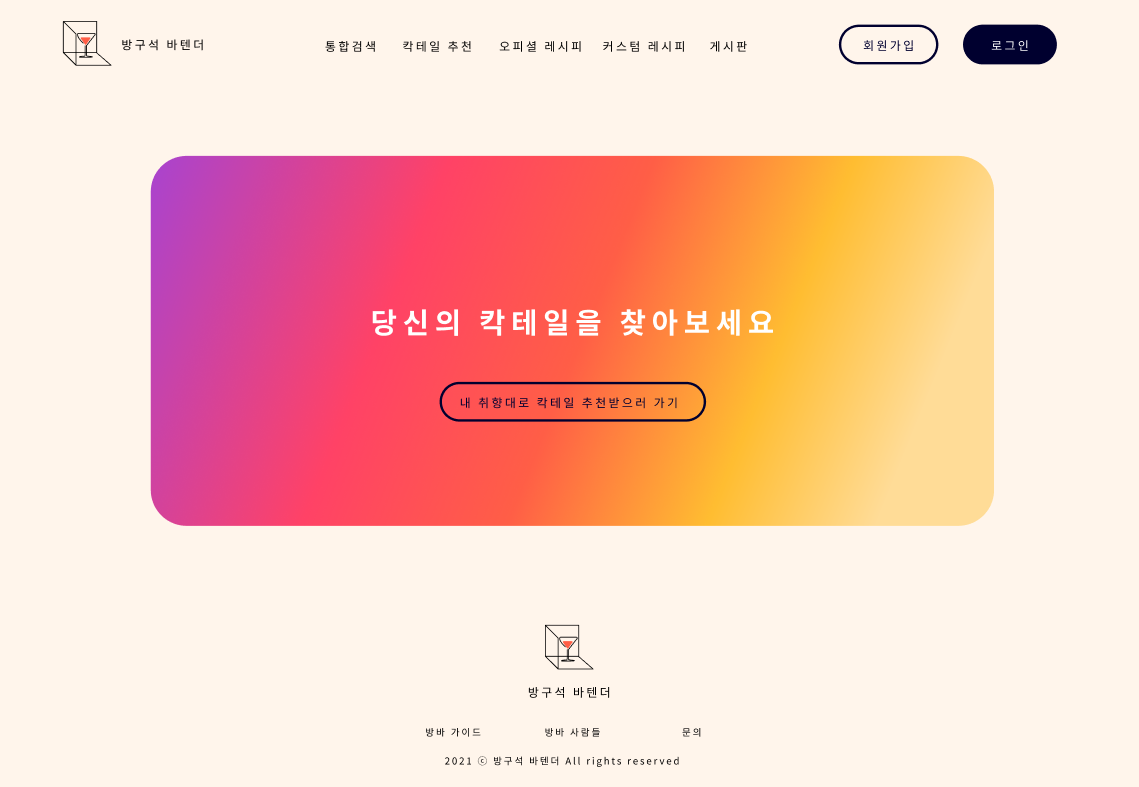 방구석 바텐더
통합검색 칵테일 추천 오피셜 레시피 커스텀 레시피 게시판
회원가입 로그인
당신의 칵테일을 찾아보세요
내 취향대로 칵테일 추천받으러 가기
방구석 바텐더
방바 가이드 방바 사람들 문의
2021 ⓒ 방구석 바텐더 All rights reserved